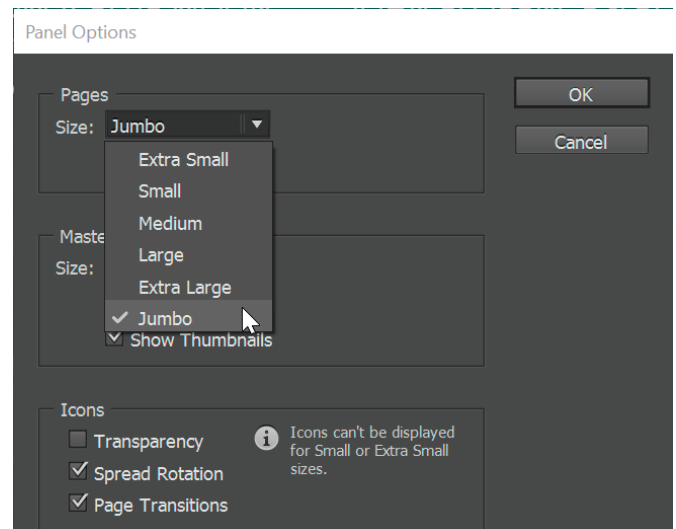 Panel Options
Pages
OK
Size: Jumbo
Cancel
Extra Small
Small
Medium
Large
Extra Large
Jumbo
Maste
Size:
Show Thumbnails
Icons
Transparency
Spread Rotation
Page Transitions
Icons can't be displayed
for Small or Extra Small
sizes.